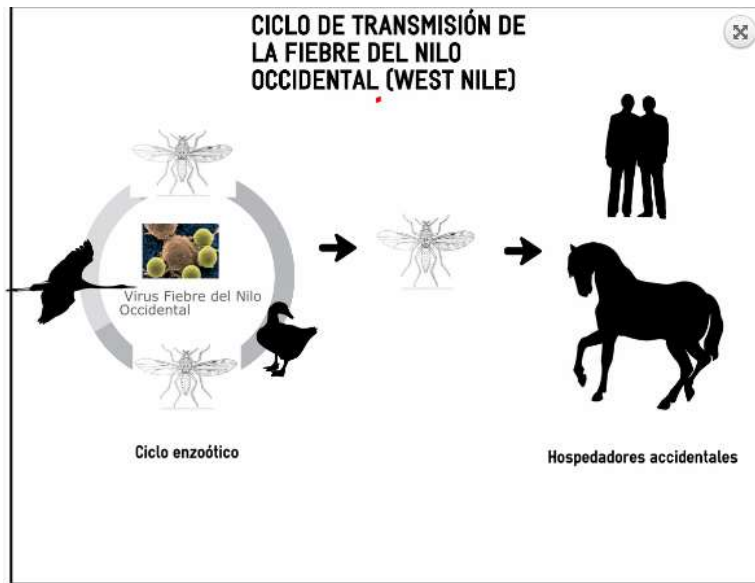 CICLO DE TRANSMISIÓN DE
LA FIEBRE DEL NILO
OCCIDENTAL (WEST NILE)
Virus Fiebre del Nilo
Occidental
Ciclo enzoótico
Hospedadores accidentales